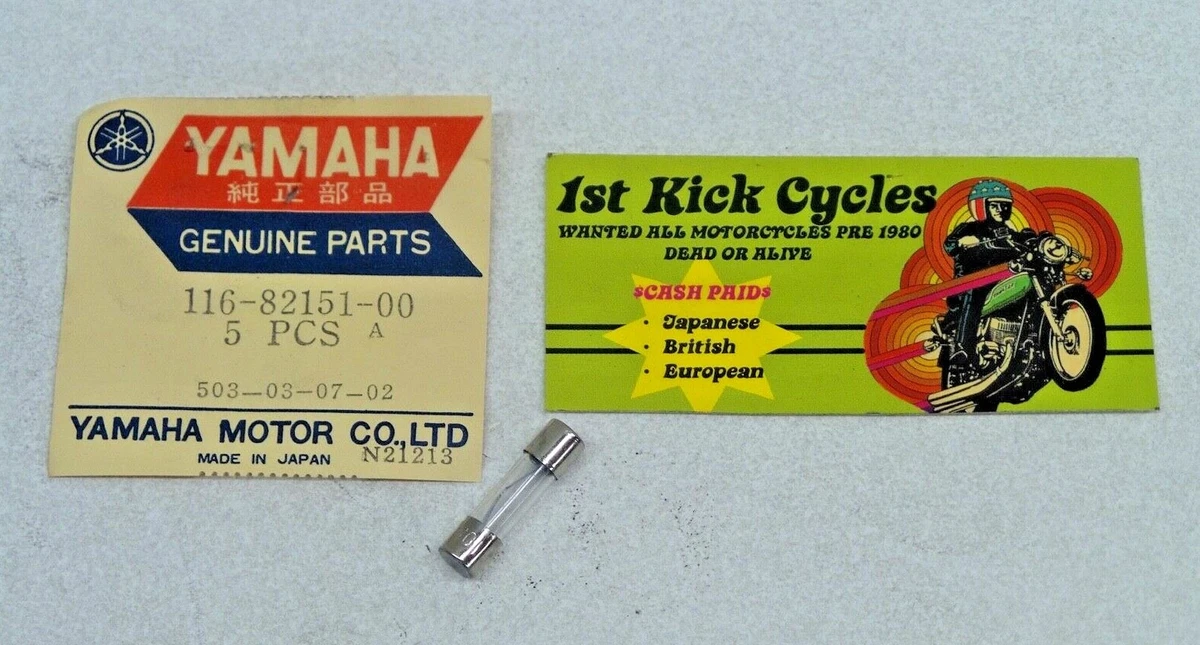 YAMAHA
純正部品
GENUINE PARTS
116-82151-00
5 PCS A
503-03-07-02
YAMAHA MOTOR CO.,LTD
MADE IN JAPAN N21213
1st Kick Cycles
WANTED ALL MOTORCYCLES PRE 1980
DEAD OR ALIVE
$CASH PAID$
· Japanese
· British
· European